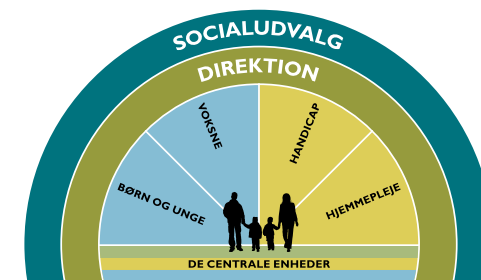 SOCIALUDVALG
DIREKTION
VOKSNE
HANDICAP
BØRN OG UNGE
HJEMMEPLEJE
DE CENTRALE ENHEDER